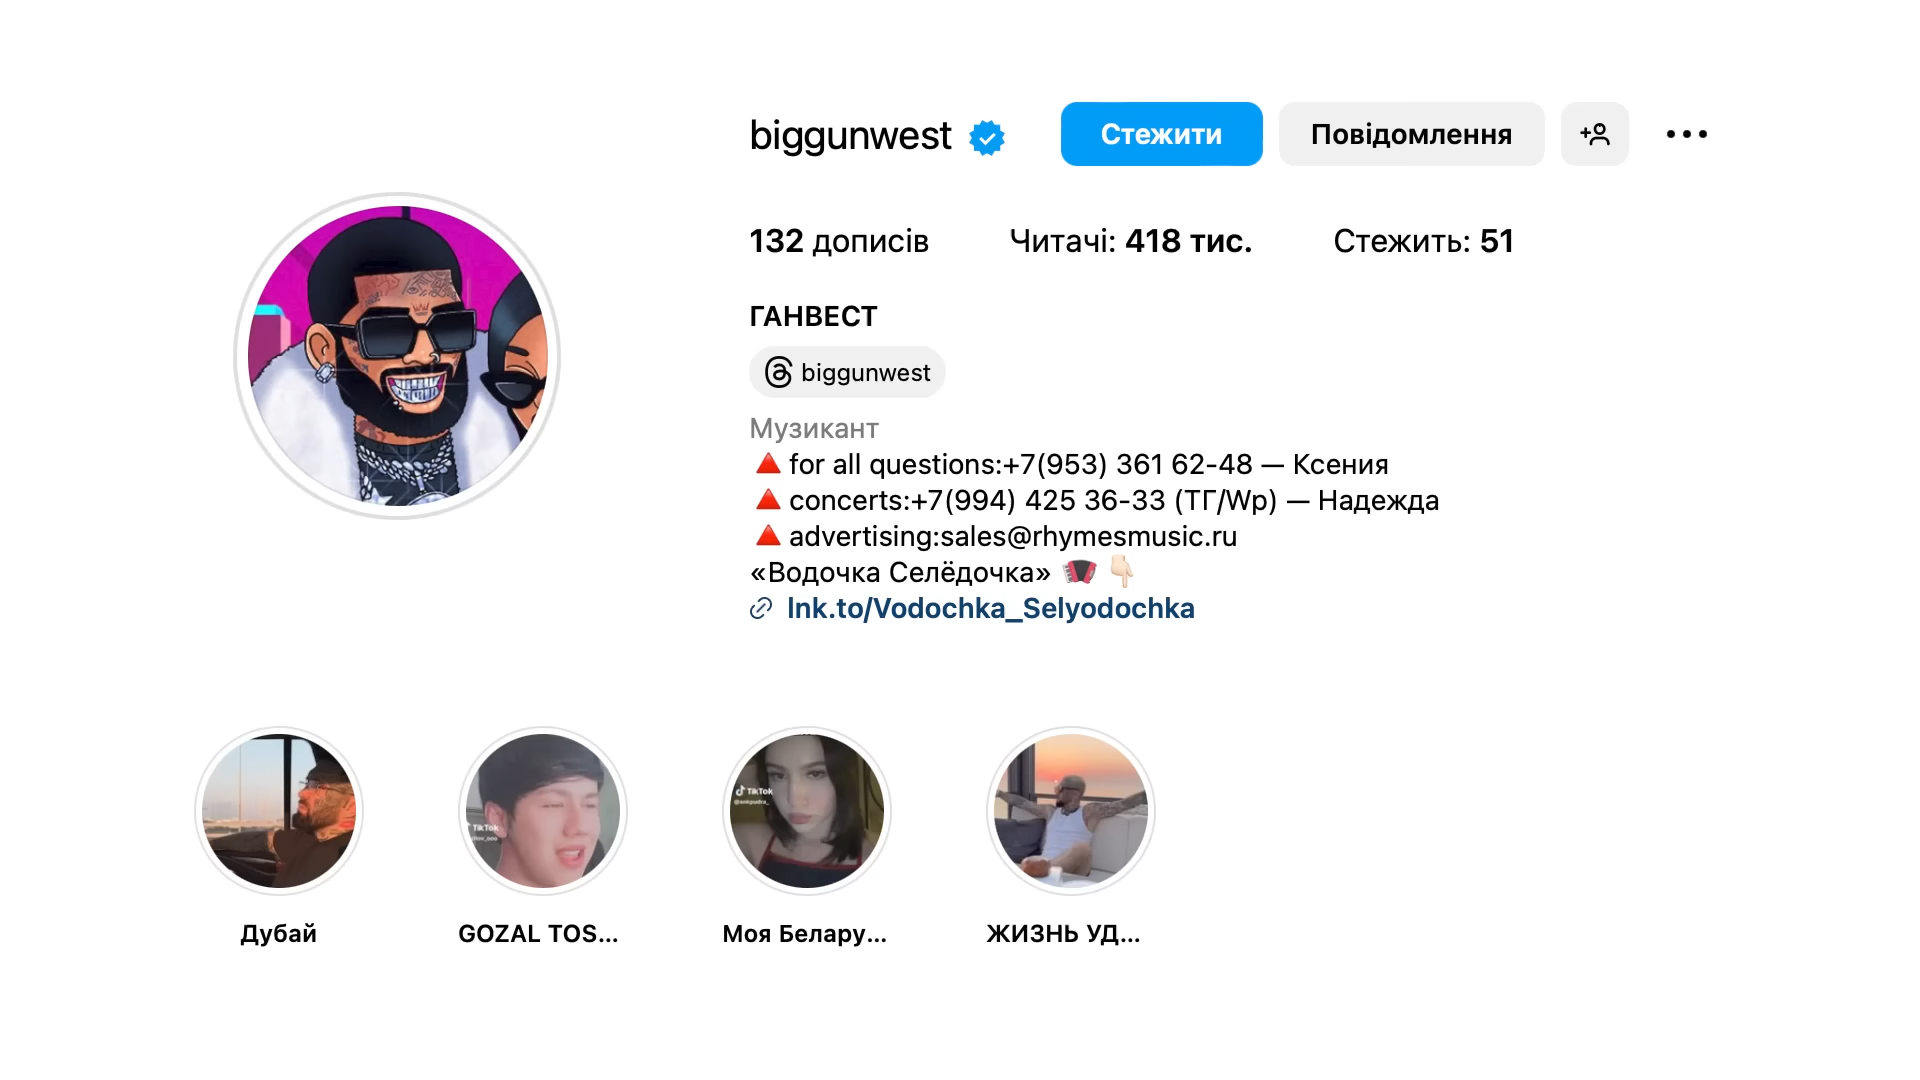 biggunwest
Стежити
Повідомлення
132 дописів
Читачі: 418 тис.
Стежить: 51
ГАНВЕСТ
biggunwest
Музикант
🔺for all questions:+7(953) 361 62-48 — Ксения
🔺concerts:+7(994) 425 36-33 (ТГ/Wp) — Надежда
🔺advertising:sales@rhymesmusic.ru
«Водочка Селёдочка» 🪗👇🏻
lnk.to/Vodochka_Selyodochka
TikTok
TikTok
Дубай
GOZAL TOS...
Моя Белару...
ЖИЗНЬ УД...